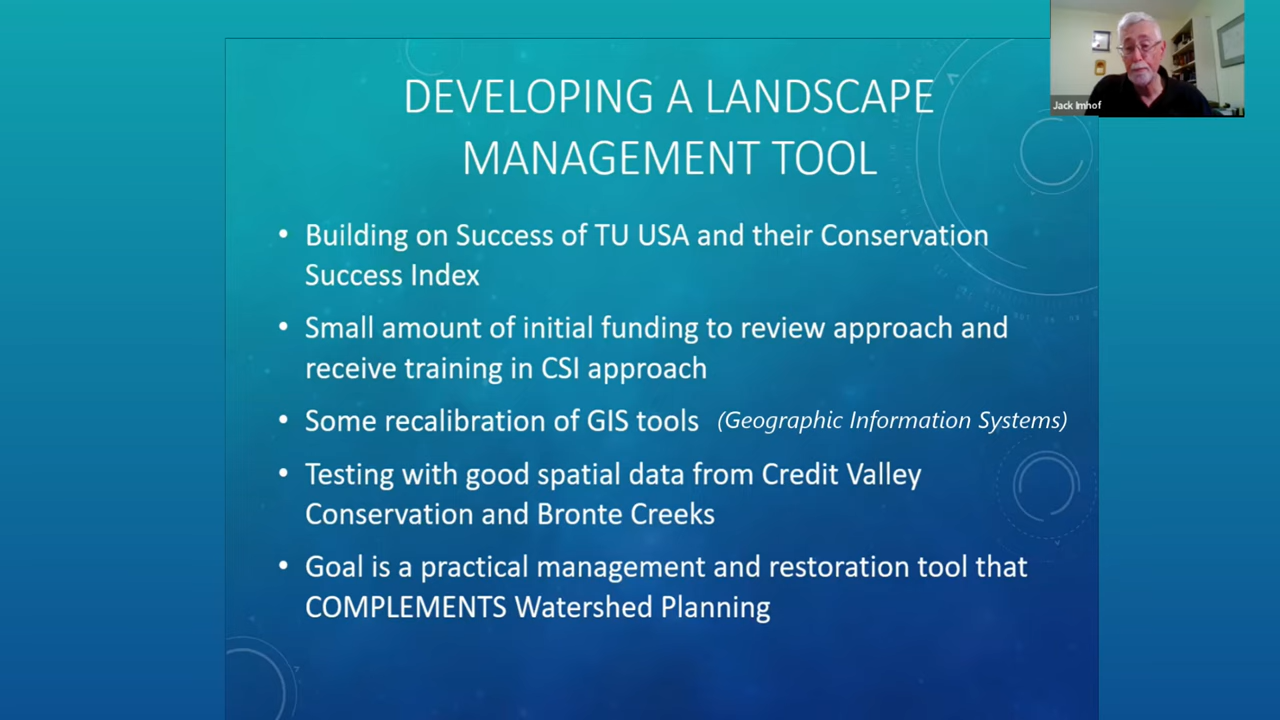 DEVELOPING A LANDSCAPE
MANAGEMENT TOOL
Jack Imhof
• Building on Success of TU USA and their Conservation
Success Index
• Small amount of initial funding to review approach and
receive training in CSI approach
• Some recalibration of GIS tools (Geographic Information Systems)
• Testing with good spatial data from Credit Valley
Conservation and Bronte Creeks
• Goal is a practical management and restoration tool that
COMPLEMENTS Watershed Planning